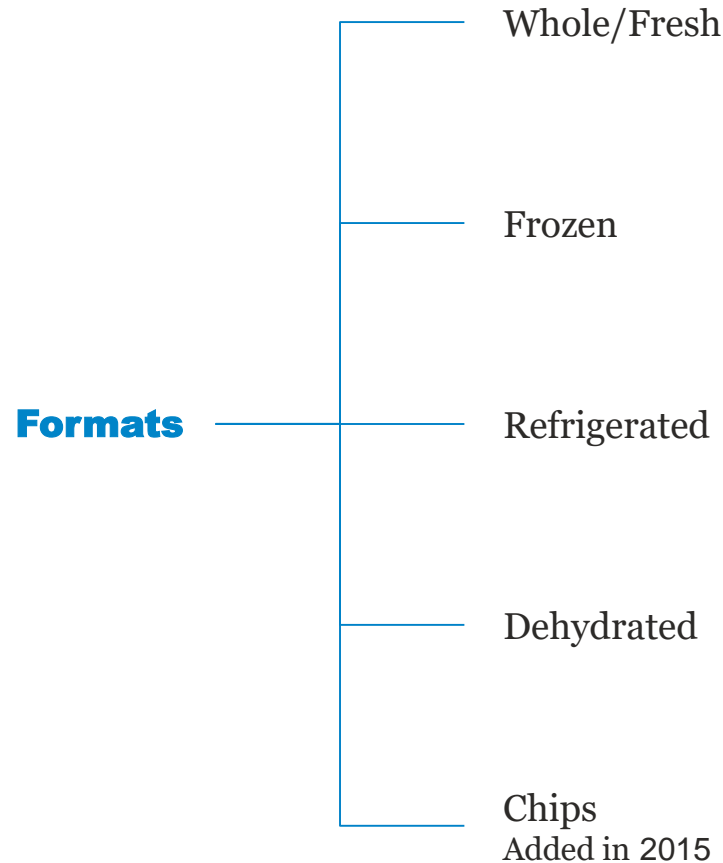 Whole/Fresh
Frozen
Formats
Refrigerated
Dehydrated
Chips
Added in 2015